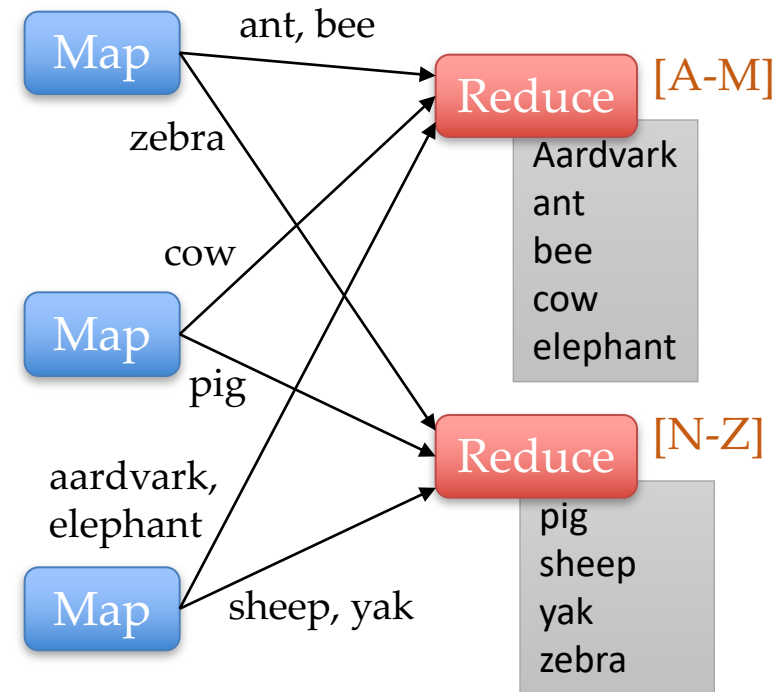 Map
ant, bee
zebra
Reduce
[A-M]
Aardvark
ant
bee
cow
elephant
cow
Map
pig
Reduce
[N-Z]
pig
sheep
yak
zebra
aardvark,
elephant
Map
sheep, yak